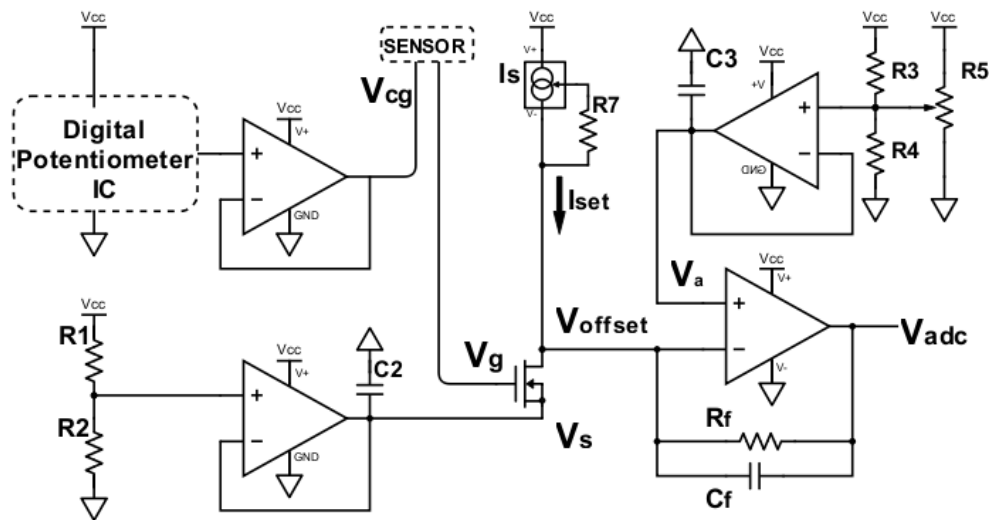 Vcc
Digital
Potentiometer
IC
Vcc
V+
GND
Vcg
SENSOR
Vcc
V+
Is
V-
R7
Iset
C3
Vcc
+V
GND
Vcc
R3
R4
Vcc
R5
Va
Vcc
V+
V-
Vadc
Voffset
Vg
Vs
Rf
Cf
Vcc
R1
R2
Vcc
V+
GND
C2